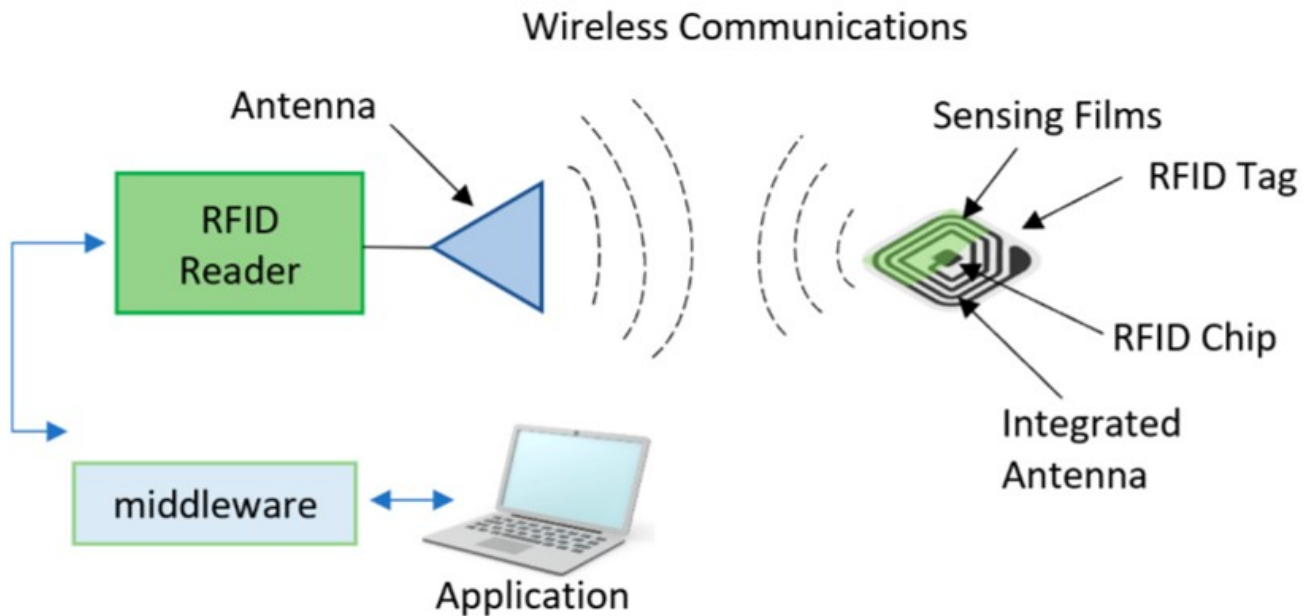 Wireless Communications
Antenna
Sensing Films
RFID Tag
RFID
Reader
RFID Chip
Integrated
Antenna
middleware
Application